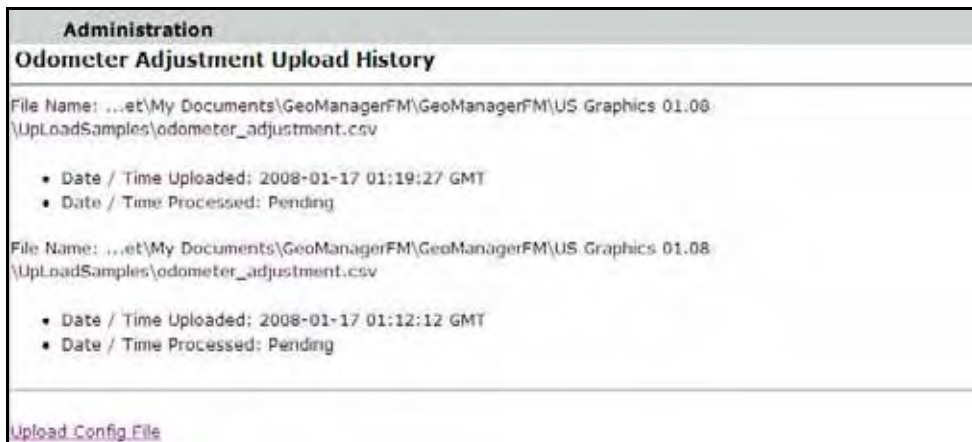 Administration
Odometer Adjustment Upload History
File Name: ...et\My Documents\GeoManagerFM\GeoManagerFM\US Graphics 01.08
\UpLoadSamples\odometer_adjustment.csv
• Date / Time Uploaded: 2008-01-17 01:19:27 GMT
• Date / Time Processed: Pending
File Name: ...et\My Documents\GeoManagerFM\GeoManagerFM\US Graphics 01.08
\UpLoadSamples\odometer_adjustment.csv
• Date / Time Uploaded: 2008-01-17 01:12:12 GMT
• Date / Time Processed: Pending
Upload Config File